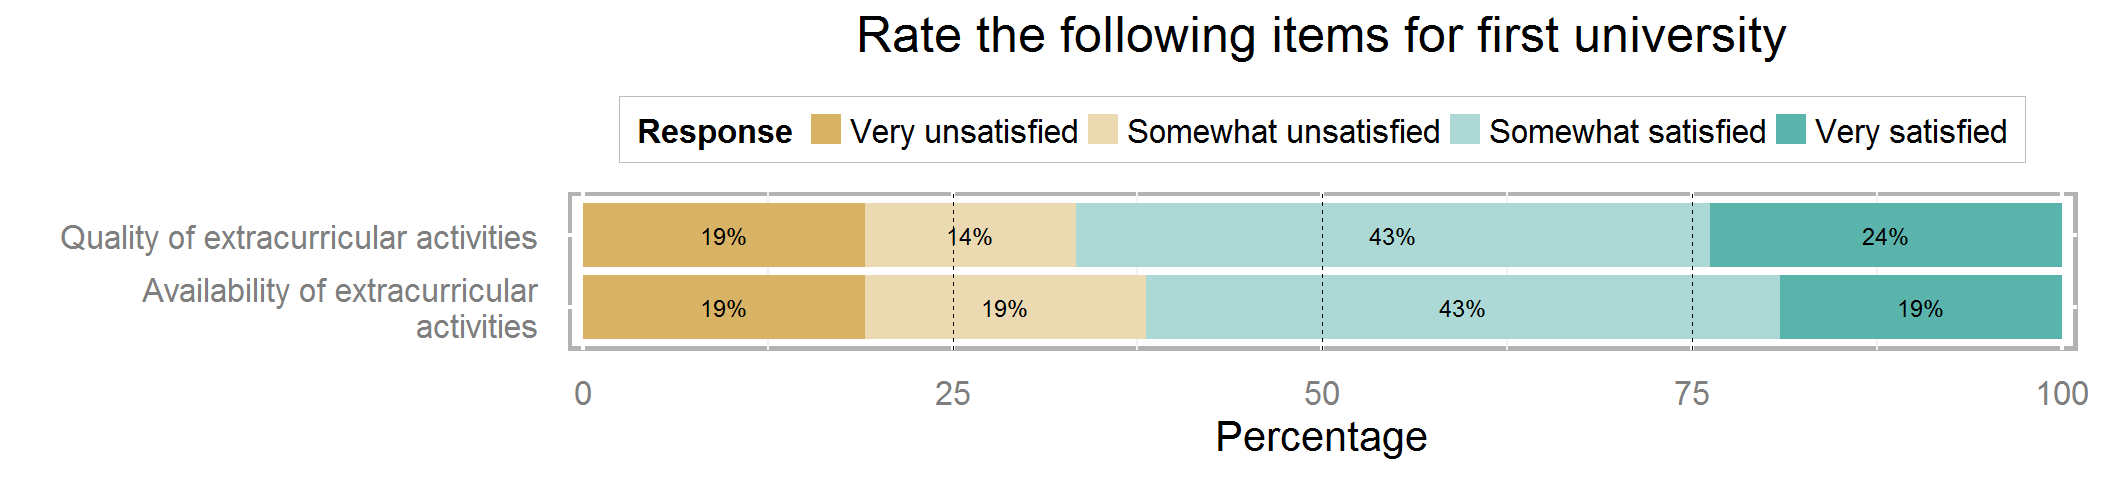 Rate the following items for first university
Response Very unsatisfied Somewhat unsatisfied Somewhat satisfied Very satisfied
Quality of extracurricular activities 19% 14% 43% 24%
Availability of extracurricular
activities
19% 19% 43% 19%
0 25 50 75 100
Percentage